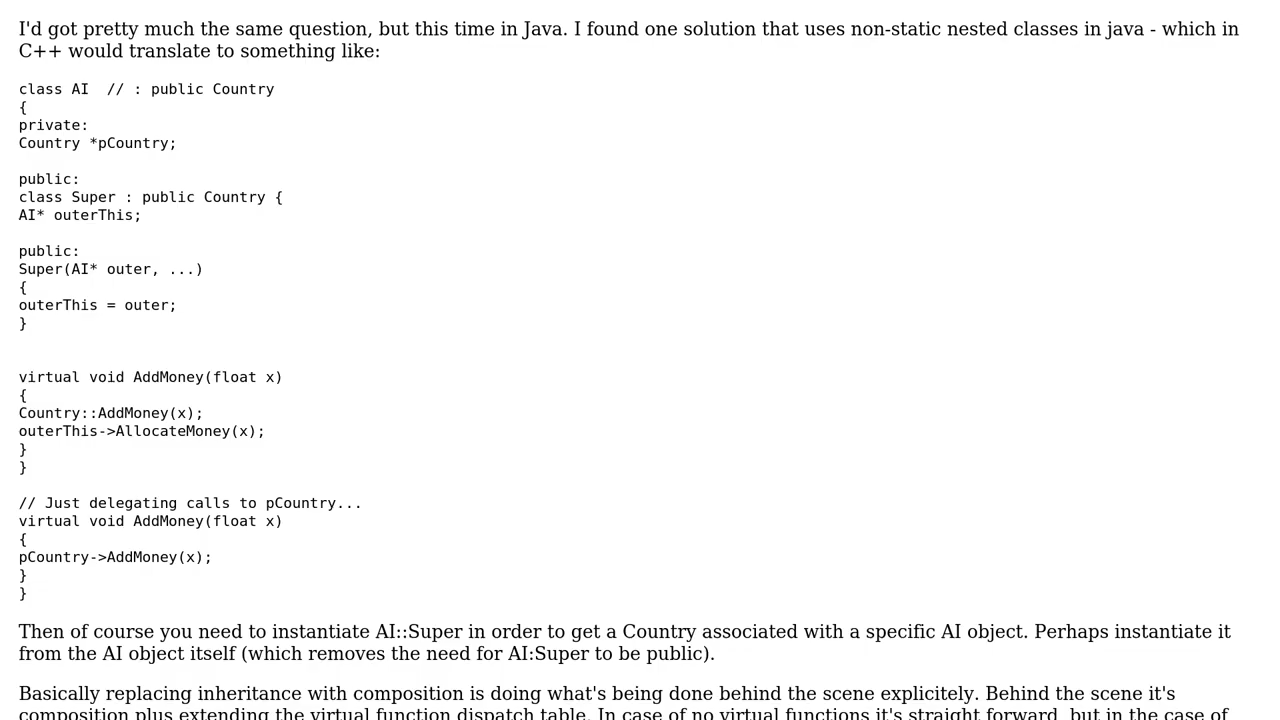 I'd got pretty much the same question, but this time in Java. I found one solution that uses non-static nested classes in java - which in
C++ would translate to something like:
class AI  // : public Country
{
private:
Country *pCountry;
public:
class Super : public Country {
AI* outerThis;
public:
Super(AI* outer, ...)
{
outerThis = outer;
}
virtual void AddMoney(float x)
{
Country::AddMoney(x);
outerThis->AllocateMoney(x);
}
}
// Just delegating calls to pCountry...
virtual void AddMoney(float x)
{
pCountry->AddMoney(x);
}
}
Then of course you need to instantiate AI::Super in order to get a Country associated with a specific AI object. Perhaps instantiate it
from the AI object itself (which removes the need for AI:Super to be public).
Basically replacing inheritance with composition is doing what's being done behind the scene explicitely. Behind the scene it's
composition plus extending the virtual function dispatch table. In case of no virtual functions it's straight forward, but in the case of